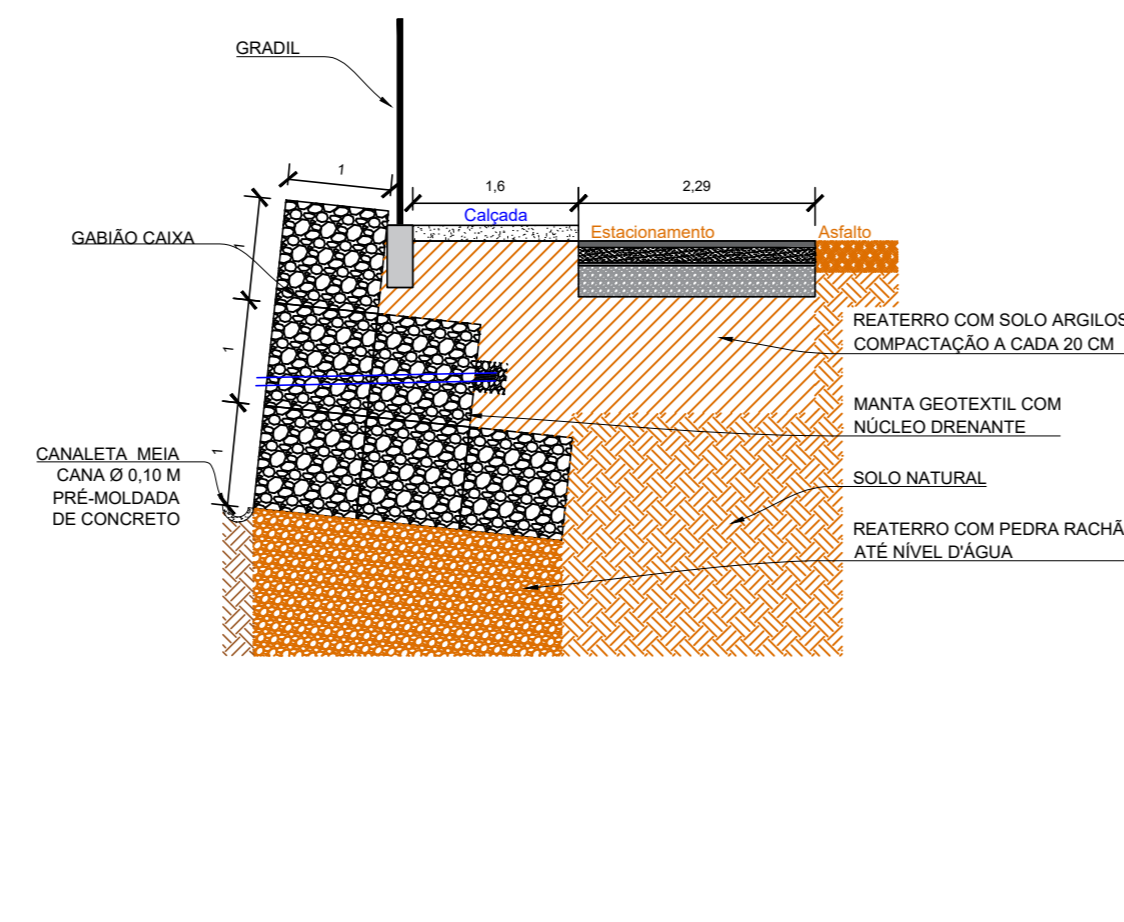 GRADIL
1
1,6
2,29
Calçada
Estacionamento
Asfalto
GABIÃO CAIXA
1
1
1
REATERRO COM SOLO ARGILOS
COMPACTAÇÃO A CADA 20 CM
MANTA GEOTEXTIL COM
NÚCLEO DRENANTE
CANALETA MEIA
CANA Ø 0,10 M
PRÉ-MOLDADA
DE CONCRETO
SOLO NATURAL
REATERRO COM PEDRA RACHÃ
ATÉ NÍVEL D'ÁGUA